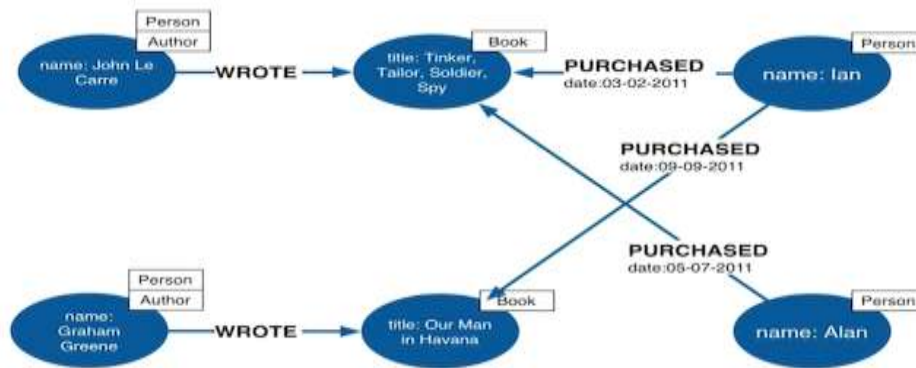 Person
Author
name: John Le
Carre
WROTE
Book
title: Tinker,
Tailor, Soldier,
Spy
PURCHASED
date:03-02-2011
Person
name: Ian
PURCHASED
date:09-09-2011
PURCHASED
date:05-07-2011
Person
Author
name:
Graham
Greene
WROTE
Book
title: Our Man
in Havana
Person
name: Alan